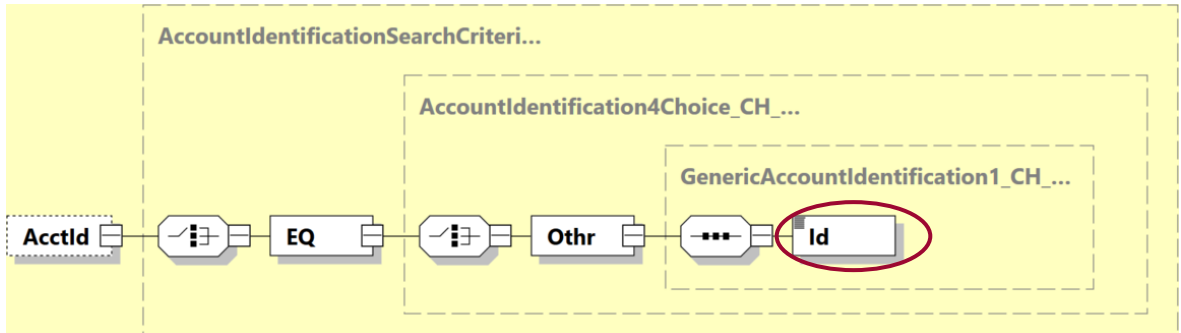 AccountIdentificationSearchCriteri...
AccountIdentification4Choice_CH_...
GenericAccountIdentification1_CH_...
AcctId EQ Othr Id